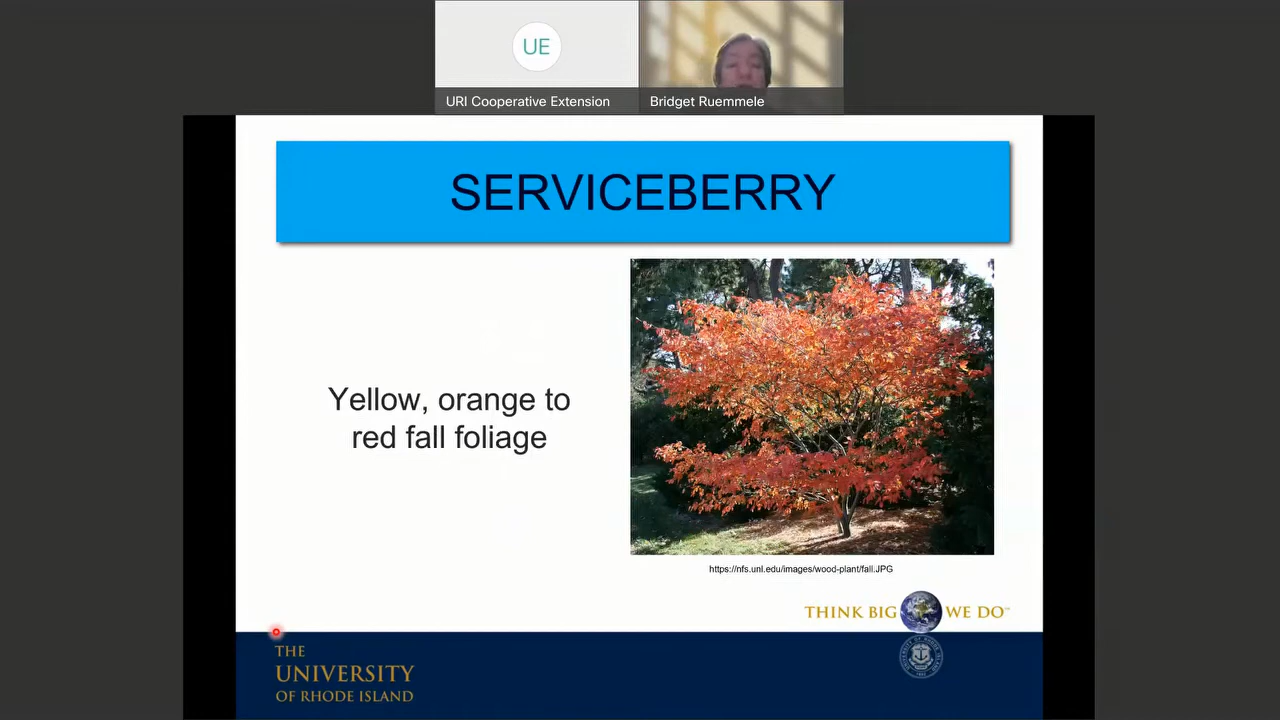 UE
URI Cooperative Extension
Bridget Ruemmele
SERVICEBERRY
Yellow, orange to
red fall foliage
https://nfs.unl.edu/images/wood-plant/fall.JPG
THINK BIG WE DO™
THE
UNIVERSITY
OF RHODE ISLAND